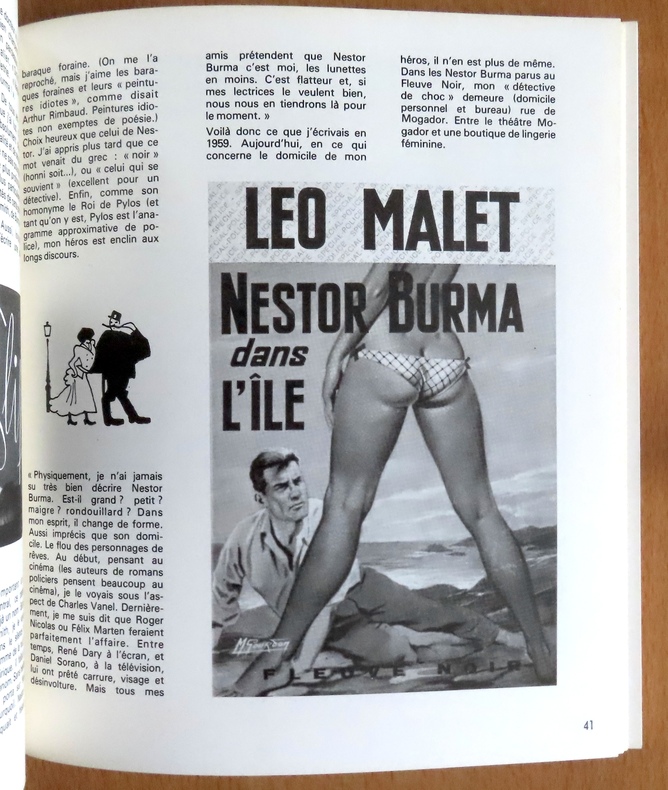 baraque foraine. (On me l'a
reproché, mais j'aime les bara-
ques foraines et leurs « peintu-
res idiotes », comme disait
Arthur Rimbaud. Peintures idio-
tes non exemptes de poésie.)
Choix heureux que celui de Nes-
tor. J'ai appris plus tard que ce
mot venait du grec : « noir »
(honni soit...), ou « celui qui se
souvient » (excellent pour un
détective). Enfin, comme son
homonyme le Roi de Pylos (et
tant qu'on y est, Pylos est l'ana-
gramme approximative de po-
lice), mon héros est enclin aux
longs discours.
« Physiquement, je n'ai jamais
su très bien décrire Nestor
Burma. Est-il grand ? petit ?
maigre ? rondouillard ? Dans
mon esprit, il change de forme.
Aussi imprécis que son domi-
cile. Le flou des personnages de
rêves. Au début, pensant au
cinéma (les auteurs de romans
policiers pensent beaucoup au
cinéma), je le voyais sous l'as-
pect de Charles Vanel. Dernière-
ment, je me suis dit que Roger
Nicolas ou Félix Marten feraient
parfaitement l'affaire. Entre
temps, René Dary à l'écran, et
Daniel Sorano, à la télévision,
lui ont prêté carrure, visage et
désinvolture. Mais tous mes
amis prétendent que Nestor
Burma c'est moi, les lunettes
en moins. C'est flatteur et, si
mes lectrices le veulent bien,
nous nous en tiendrons là pour
le moment. »
Voilà donc ce que j'écrivais en
1959. Aujourd'hui, en ce qui
concerne le domicile de mon
héros, il n'en est plus de même.
Dans les Nestor Burma parus au
Fleuve Noir, mon « détective
de choc » demeure (domicile
personnel et bureau) rue de
Mogador. Entre le théâtre Mo-
gador et une boutique de lingerie
féminine.
LEO MALET
NESTOR BURMA
dans
L'ÎLE
M. Gourdon
FLEUVE NOIR
41